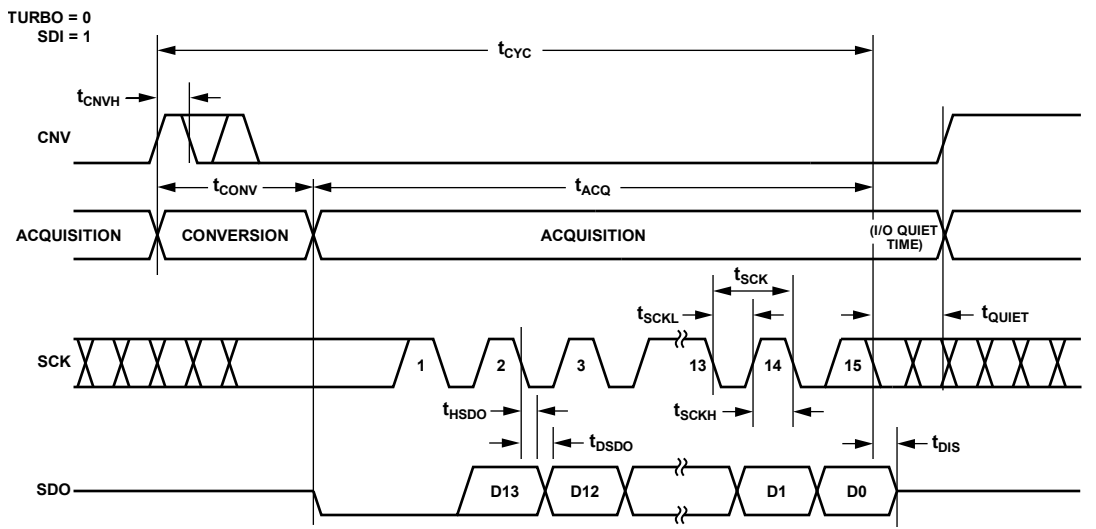 TURBO = 0
SDI = 1
tCYC
tCNVH
CNV
tCONV
tACQ
ACQUISITION
CONVERSION
ACQUISITION
(I/O QUIET
TIME)
tSCK
tSCKL
tQUIET
SCK
1
2
3
13
14
15
tHSDO
tSCKH
tDSDO
tDIS
SDO
D13
D12
D1
D0